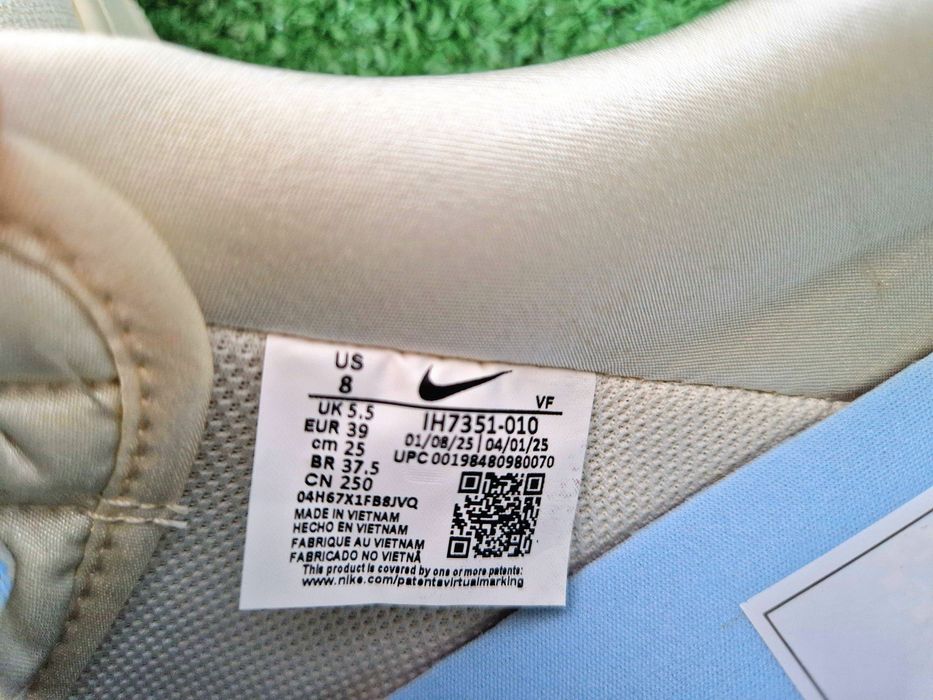 US
8
VF
UK 5.5
EUR 39
cm 25
BR 37.5
CN 250
04H67X1FB8JVQ
IH7351-010
01/08/25 | 04/01/25
UPC 00198480980070
MADE IN VIETNAM
HECHO EN VIETNAM
FABRIQUE AU VIETNAM
FABRICADO NO VIETNÃ
This product is covered by one or more patents:
www.nike.com/patentsvirtualmarking